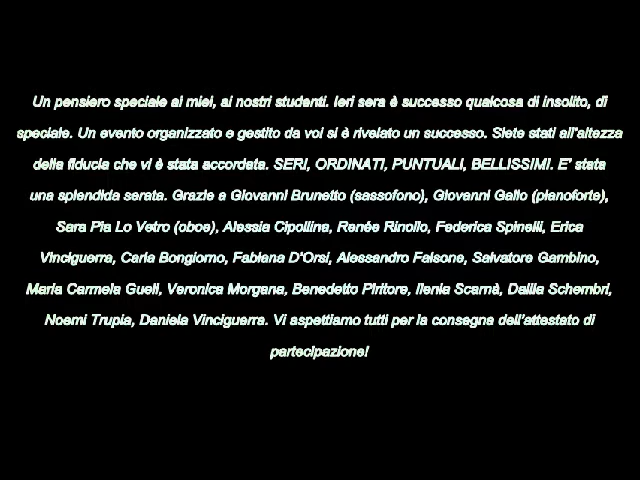 Un pensiero speciale ai miei, ai nostri studenti. Ieri sera è successo qualcosa di insolito, di
speciale. Un evento organizzato e gestito da voi si è rivelato un successo. Siete stati all'altezza
della fiducia che vi è stata accordata. SERI, ORDINATI, PUNTUALI, BELLISSIMI. E' stata
una splendida serata. Grazie a Giovanni Brunetto (sassofono), Giovanni Gallo (pianoforte),
Sara Pia Lo Vetro (oboe), Alessia Cipollina, Renée Rinollo, Federica Spinelli, Erica
Vinciguerra, Carla Bongiorno, Fabiana D'Orsi, Alessandro Falsone, Salvatore Gambino,
Maria Carmela Gueli, Veronica Morgana, Benedetto Piritore, Ilenia Scarnà, Dalila Schembri,
Noemi Trupia, Daniela Vinciguerra. Vi aspettiamo tutti per la consegna dell'attestato di
partecipazione!